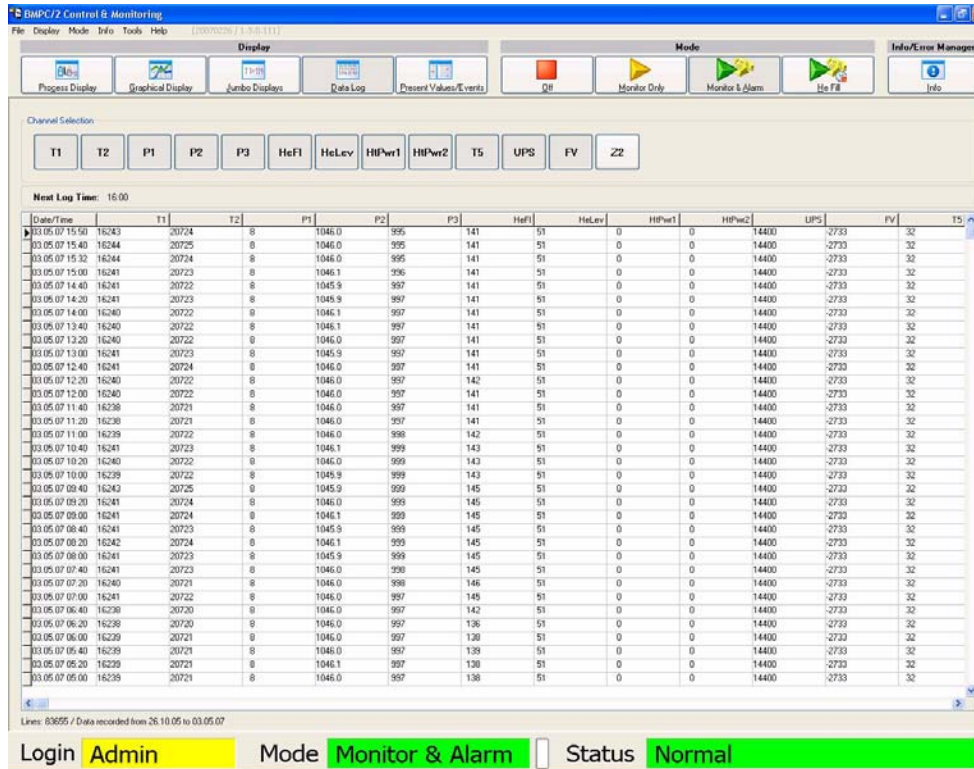 BMPC/2 Control & Monitoring
File Display Mode Info Tools Help [20070226 / 1-9.0-111]
Display Mode Info/Error Manager
Process Display Graphical Display Jumbo Displays Data Log Present Values/Events Off Monitor Only Monitor & Alarm He Fill Info
Channel Selection
T1 T2 P1 P2 P3 HeFl HeLev HtPwr1 HtPwr2 T5 UPS FV Z2
Next Log Time: 16:00
Date/Time T1 T2 P1 P2 P3 HeFl HeLev HtPwr1 HtPwr2 UPS FV T5
03.05.07 15:50 16243 20724 8 1046.0 995 141 51 0 0 14400 -2733 32
03.05.07 15:40 16244 20725 8 1046.0 995 141 51 0 0 14400 -2733 32
03.05.07 15:32 16244 20724 8 1046.0 995 141 51 0 0 14400 -2733 32
03.05.07 15:00 16241 20723 8 1046.1 996 141 51 0 0 14400 -2733 32
03.05.07 14:40 16241 20722 8 1045.9 997 141 51 0 0 14400 -2733 32
03.05.07 14:20 16241 20723 8 1045.9 997 141 51 0 0 14400 -2733 32
03.05.07 14:00 16240 20722 8 1046.1 997 141 51 0 0 14400 -2733 32
03.05.07 13:40 16240 20722 8 1046.1 997 141 51 0 0 14400 -2733 32
03.05.07 13:20 16240 20722 8 1046.0 997 141 51 0 0 14400 -2733 32
03.05.07 13:00 16241 20723 8 1045.9 997 141 51 0 0 14400 -2733 32
03.05.07 12:40 16241 20724 8 1046.0 997 141 51 0 0 14400 -2733 32
03.05.07 12:20 16240 20722 8 1046.0 997 142 51 0 0 14400 -2733 32
03.05.07 12:00 16240 20722 8 1046.0 997 141 51 0 0 14400 -2733 32
03.05.07 11:40 16238 20721 8 1046.0 997 141 51 0 0 14400 -2733 32
03.05.07 11:20 16238 20721 8 1046.0 997 141 51 0 0 14400 -2733 32
03.05.07 11:00 16239 20722 8 1046.0 998 142 51 0 0 14400 -2733 32
03.05.07 10:40 16241 20723 8 1046.1 999 143 51 0 0 14400 -2733 32
03.05.07 10:20 16240 20722 8 1046.0 999 143 51 0 0 14400 -2733 32
03.05.07 10:00 16239 20722 8 1045.9 999 143 51 0 0 14400 -2733 32
03.05.07 09:40 16243 20725 8 1045.9 999 145 51 0 0 14400 -2733 32
03.05.07 09:20 16241 20724 8 1046.0 999 145 51 0 0 14400 -2733 32
03.05.07 09:00 16241 20724 8 1046.1 999 145 51 0 0 14400 -2733 32
03.05.07 08:40 16241 20723 8 1045.9 999 145 51 0 0 14400 -2733 32
03.05.07 08:20 16242 20724 8 1046.1 999 145 51 0 0 14400 -2733 32
03.05.07 08:00 16241 20723 8 1045.9 999 145 51 0 0 14400 -2733 32
03.05.07 07:40 16241 20723 8 1046.0 998 145 51 0 0 14400 -2733 32
03.05.07 07:20 16240 20721 8 1046.0 998 146 51 0 0 14400 -2733 32
03.05.07 07:00 16241 20722 8 1046.0 997 145 51 0 0 14400 -2733 32
03.05.07 06:40 16238 20720 8 1046.0 997 142 51 0 0 14400 -2733 32
03.05.07 06:20 16238 20720 8 1046.0 997 136 51 0 0 14400 -2733 32
03.05.07 06:00 16239 20721 8 1046.0 997 138 51 0 0 14400 -2733 32
03.05.07 05:40 16239 20721 8 1046.0 997 139 51 0 0 14400 -2733 32
03.05.07 05:20 16239 20721 8 1046.1 997 138 51 0 0 14400 -2733 32
03.05.07 05:00 16239 20721 8 1046.0 997 138 51 0 0 14400 -2733 32
Lines: 83655 / Data recorded from 26.10.05 to 03.05.07
Login Admin Mode Monitor & Alarm Status Normal